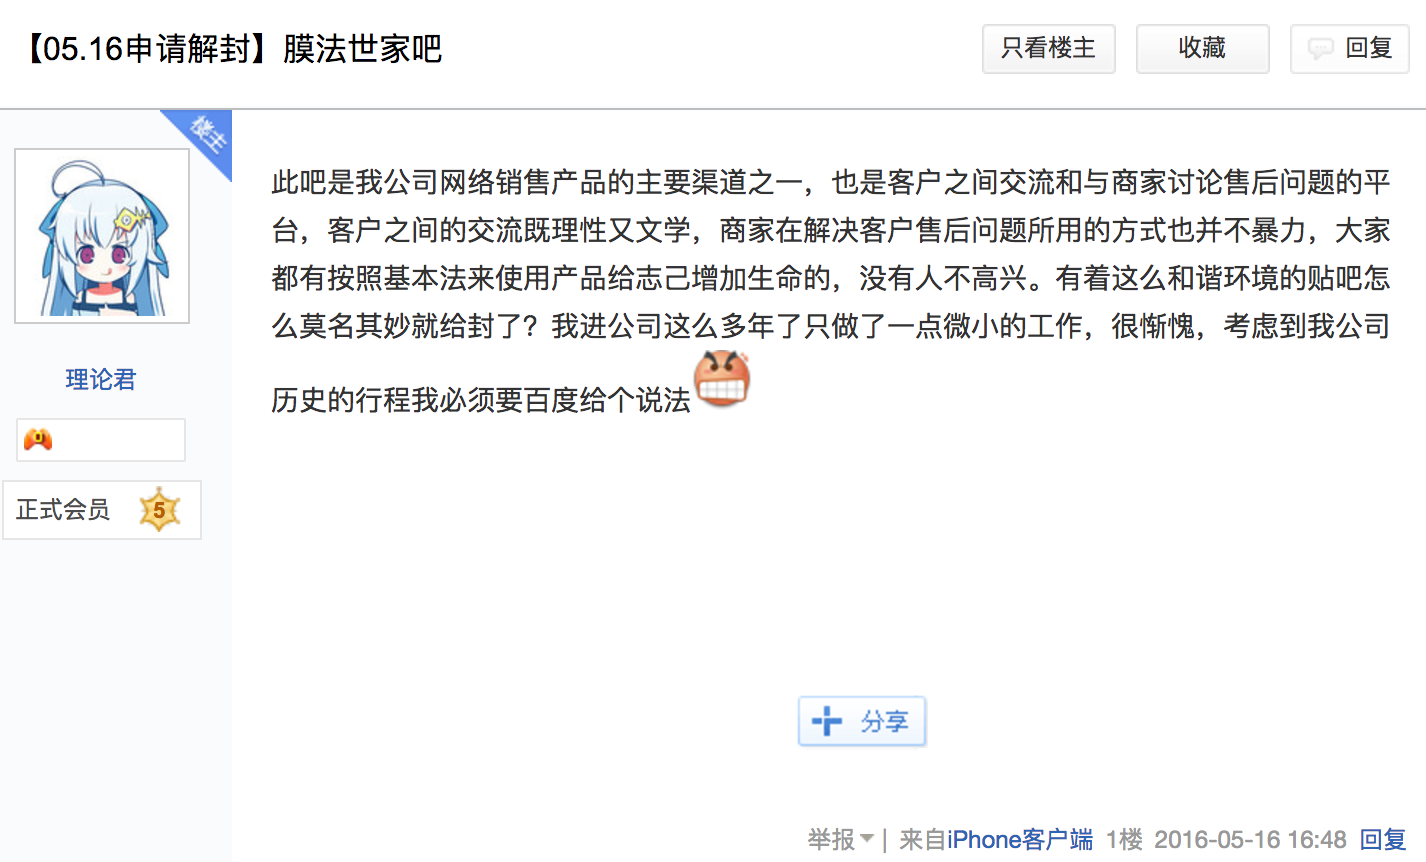 【05.16申请解封】膜法世家吧
只看楼主
收藏
回复
楼主
此吧是我公司网络销售产品的主要渠道之一，也是客户之间交流和与商家讨论售后问题的平
台，客户之间的交流既理性又文学，商家在解决客户售后问题所用的方式也并不暴力，大家
都有按照基本法来使用产品给志己增加生命的，没有人不高兴。有着这么和谐环境的贴吧怎
么莫名其妙就给封了？我进公司这么多年了只做了一点微小的工作，很惭愧，考虑到我公司
历史的行程我必须要百度给个说法
理论君
正式会员 5
分享
举报 | 来自iPhone客户端 1楼 2016-05-16 16:48 回复